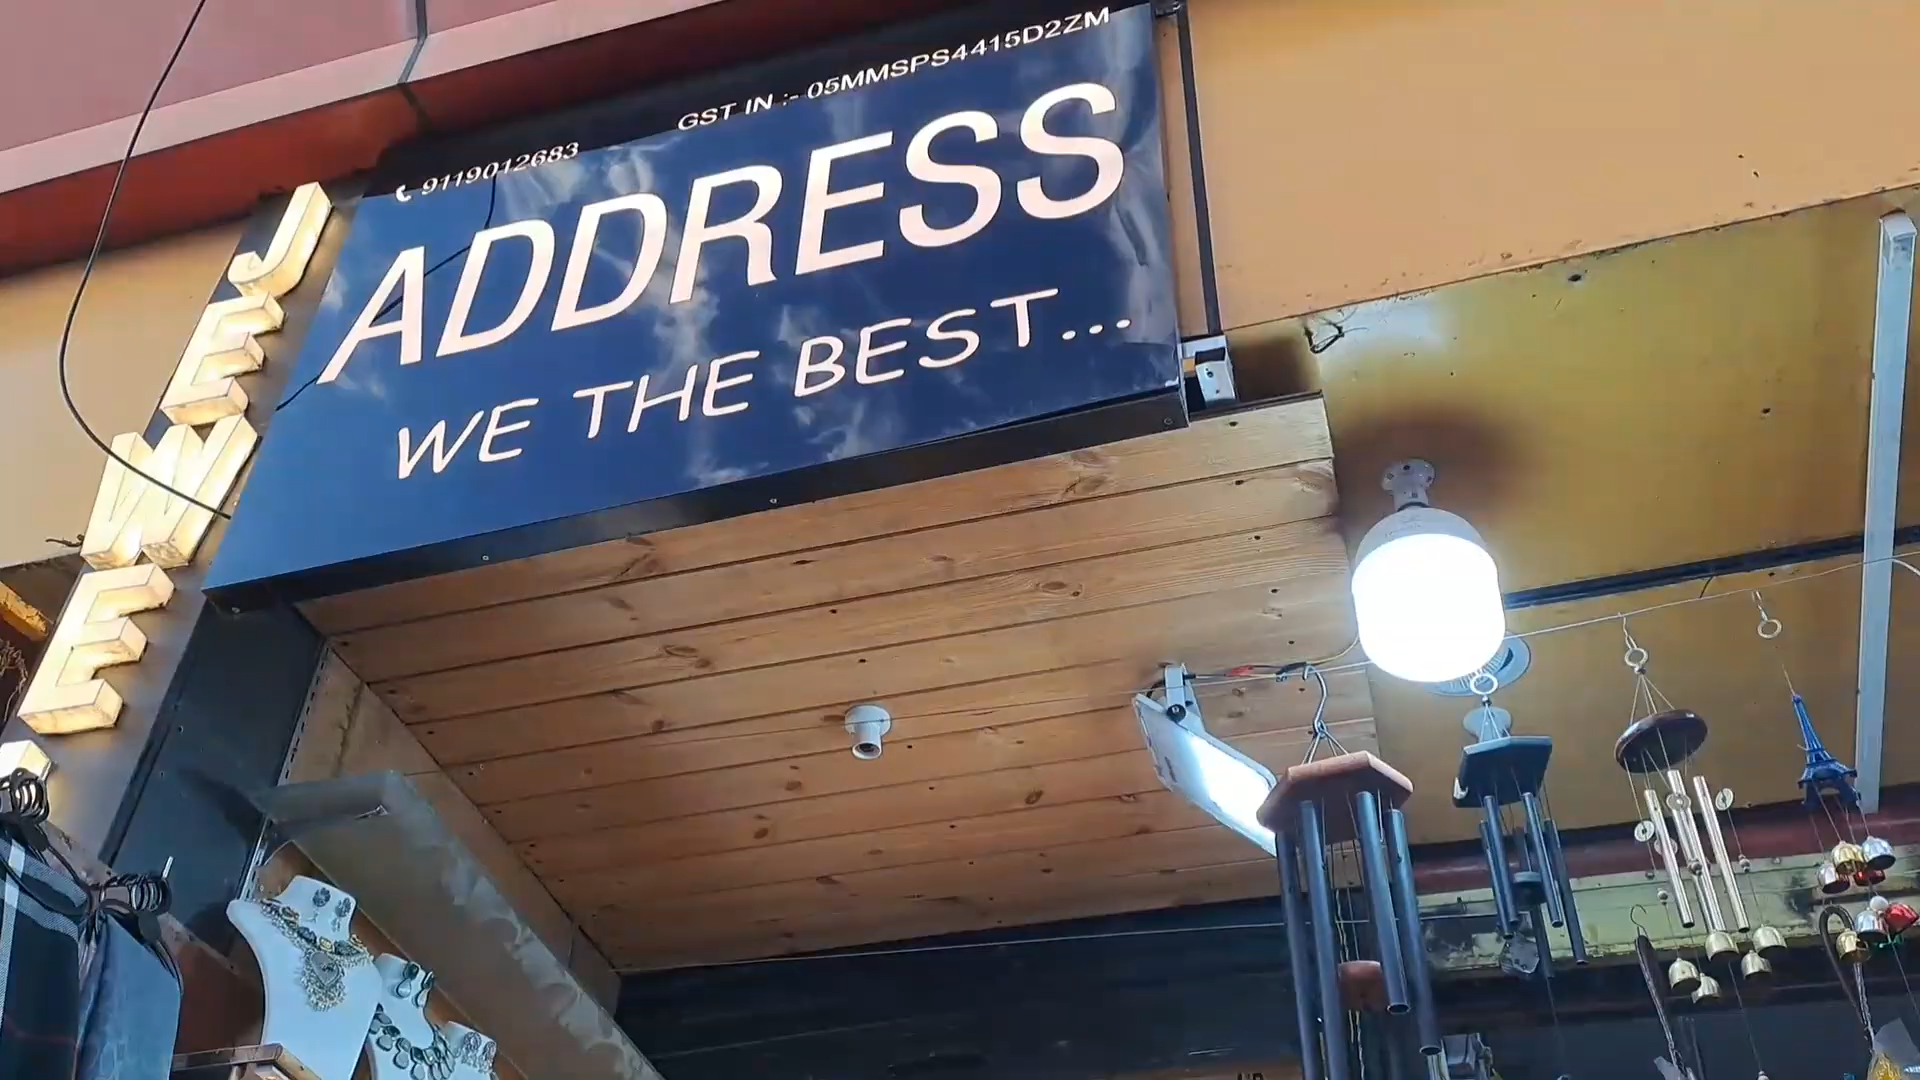 9119012683
GST IN :- 05MMSPS4415D2ZM
ADDRESS
WE THE BEST...
JEWE